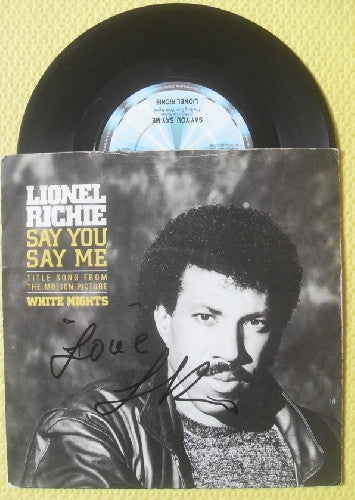 SAY YOU SAY ME
LIONEL RICHIE
LIONEL
RICHIE
SAY YOU
SAY ME
TITLE SONG FROM
THE MOTION PICTURE
WHITE NIGHTS
"Love"